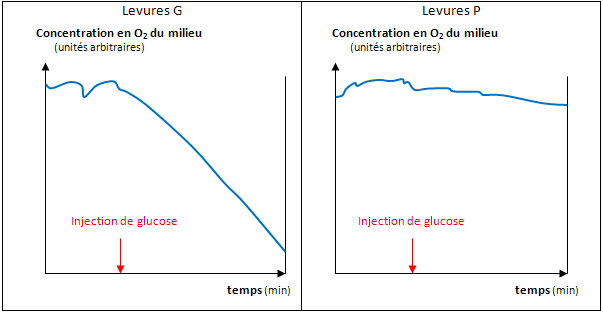 Levures G
Concentration en O₂ du milieu
(unités arbitraires)
Injection de glucose
temps (min)
Levures P
Concentration en O₂ du milieu
(unités arbitraires)
Injection de glucose
temps (min)